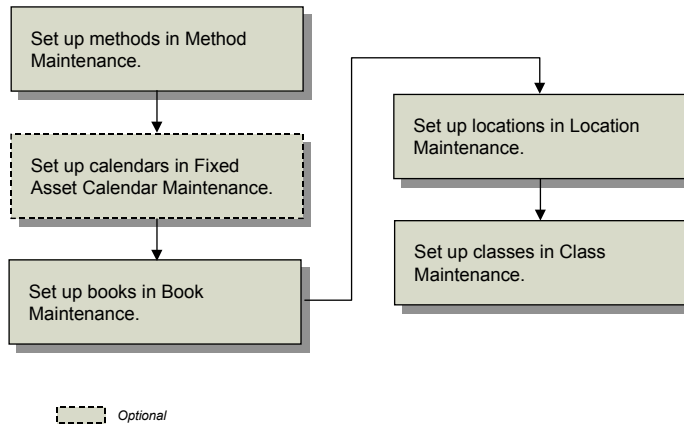 Set up methods in Method
Maintenance.
Set up calendars in Fixed
Asset Calendar Maintenance.
Set up books in Book
Maintenance.
Set up locations in Location
Maintenance.
Set up classes in Class
Maintenance.
Optional